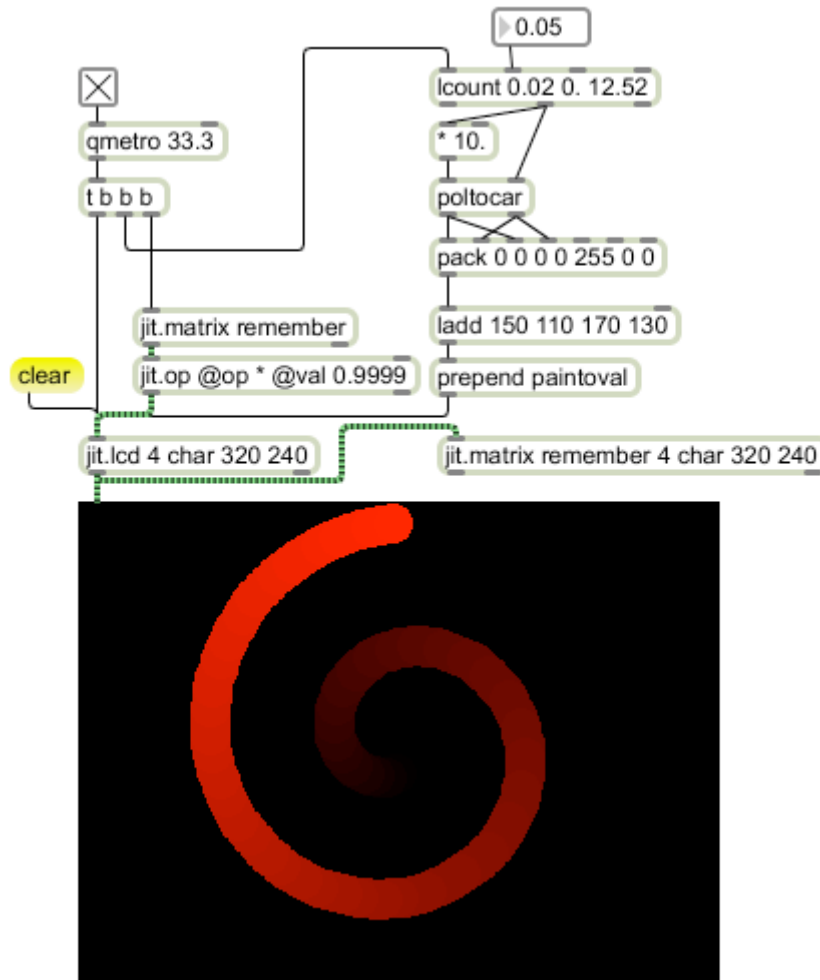 0.05
lcount 0.02 0. 12.52
qmetro 33.3
* 10.
t b b b
poltocar
pack 0 0 0 0 255 0 0
jit.matrix remember
ladd 150 110 170 130
clear
jit.op @op * @val 0.9999
prepend paintoval
jit.lcd 4 char 320 240
jit.matrix remember 4 char 320 240